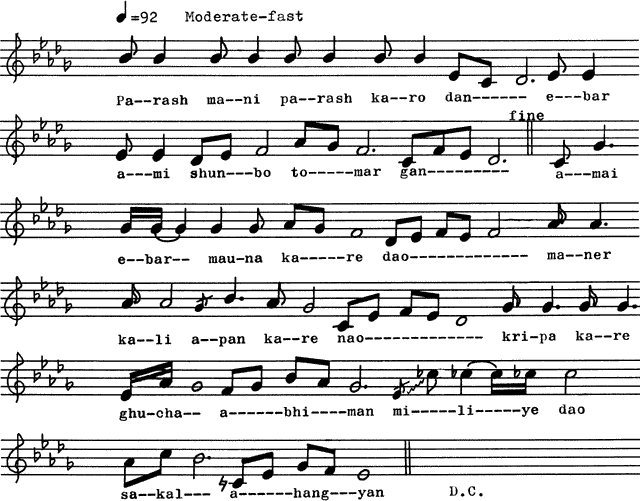 ♩=92 Moderate-fast
Pa--rash ma--ni pa--rash ka--ro dan------ e---bar
fine
a---mi shun---bo to-----mar gan--------- a---mai
e--bar-- mau-na ka----re dao------------- ma---ner
ka--li a--pan ka--re nao------------- kri-pa ka--re
ghu-cha-- a------bhi----man mi-----li-----ye dao
sa--kal--- a------hang---yan D.C.